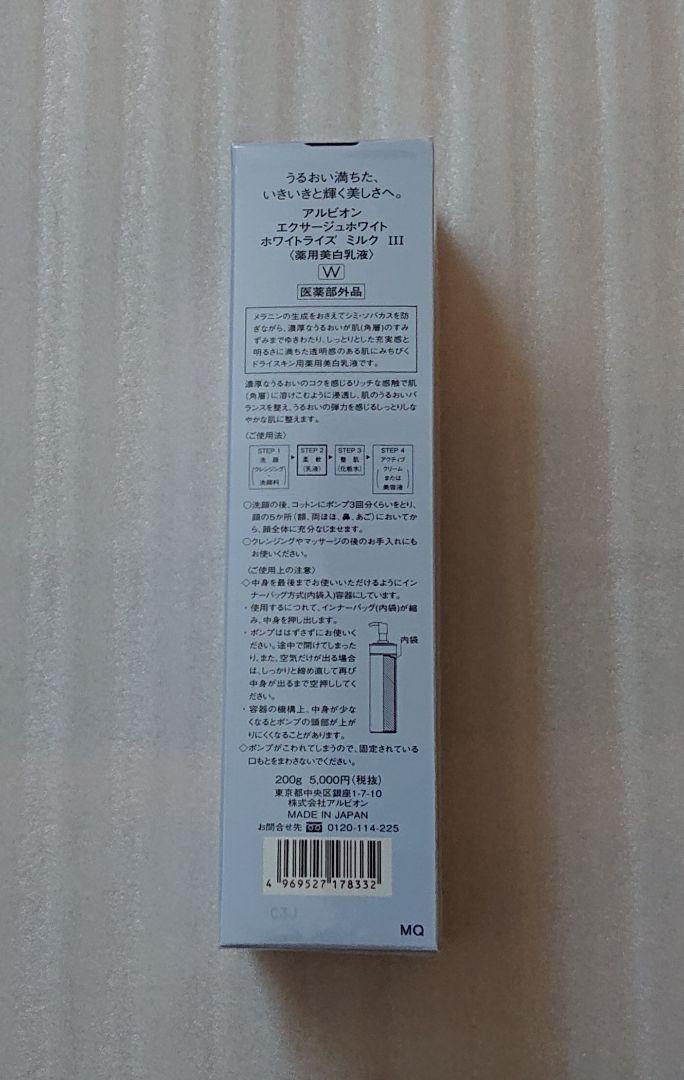 うるおい満ちた、
いきいきと輝く美しさへ。
アルビオン
エクサージュホワイト
ホワイトライズ ミルク III
〈薬用美白乳液〉
W
医薬部外品
メラニンの生成をおさえてシミ・ソバカスを防
ぎながら、濃厚なうるおいが肌(角層)のすみ
ずみまでゆきわたり、しっとりとした充実感と
明るさに満ちた透明感のある肌にみちびく
ドライスキン用薬用美白乳液です。
濃厚なうるおいのコクを感じるリッチな感触で肌
(角層)に溶けこむように浸透し、肌のうるおいバ
ランスを整え、うるおいの弾力を感じるしっとりしな
やかな肌に整えます。
〈ご使用法〉
STEP 1 STEP 2 STEP 3 STEP 4
洗顔 柔軟 整肌 アクティブ
(クレンジング・洗顔料) (乳液) (化粧水) (クリームまたは美容液)
○洗顔の後、コットンにポンプ3回分くらいをとり、
顔の5か所(額、両ほほ、鼻、あご)においてか
ら、顔全体に充分なじませます。
○クレンジングやマッサージの後のお手入れにも
お使いください。
〈ご使用上の注意〉
◇中身を最後までお使いいただけるようにイン
ナーバッグ方式(内袋入)容器にしています。
・使用するにつれて、インナーバッグ(内袋)が縮
み、中身を押し出します。
・ポンプははずさずにお使いく
ださい。途中で開けてしまった
り、また、空気だけが出る場合
は、しっかりと締め直して再び
中身が出るまで空押ししてく
ださい。
内袋
・容器の機構上、中身が少な
くなるとポンプの頭部が上が
りにくくなることがあります。
◇ポンプがこわれてしまうので、固定されている
口もとをまわさないでください。
200g 5,000円(税抜)
東京都中央区銀座1-7-10
株式会社アルビオン
MADE IN JAPAN
お問合せ先 0120-114-225
4 969527 178332
MQ